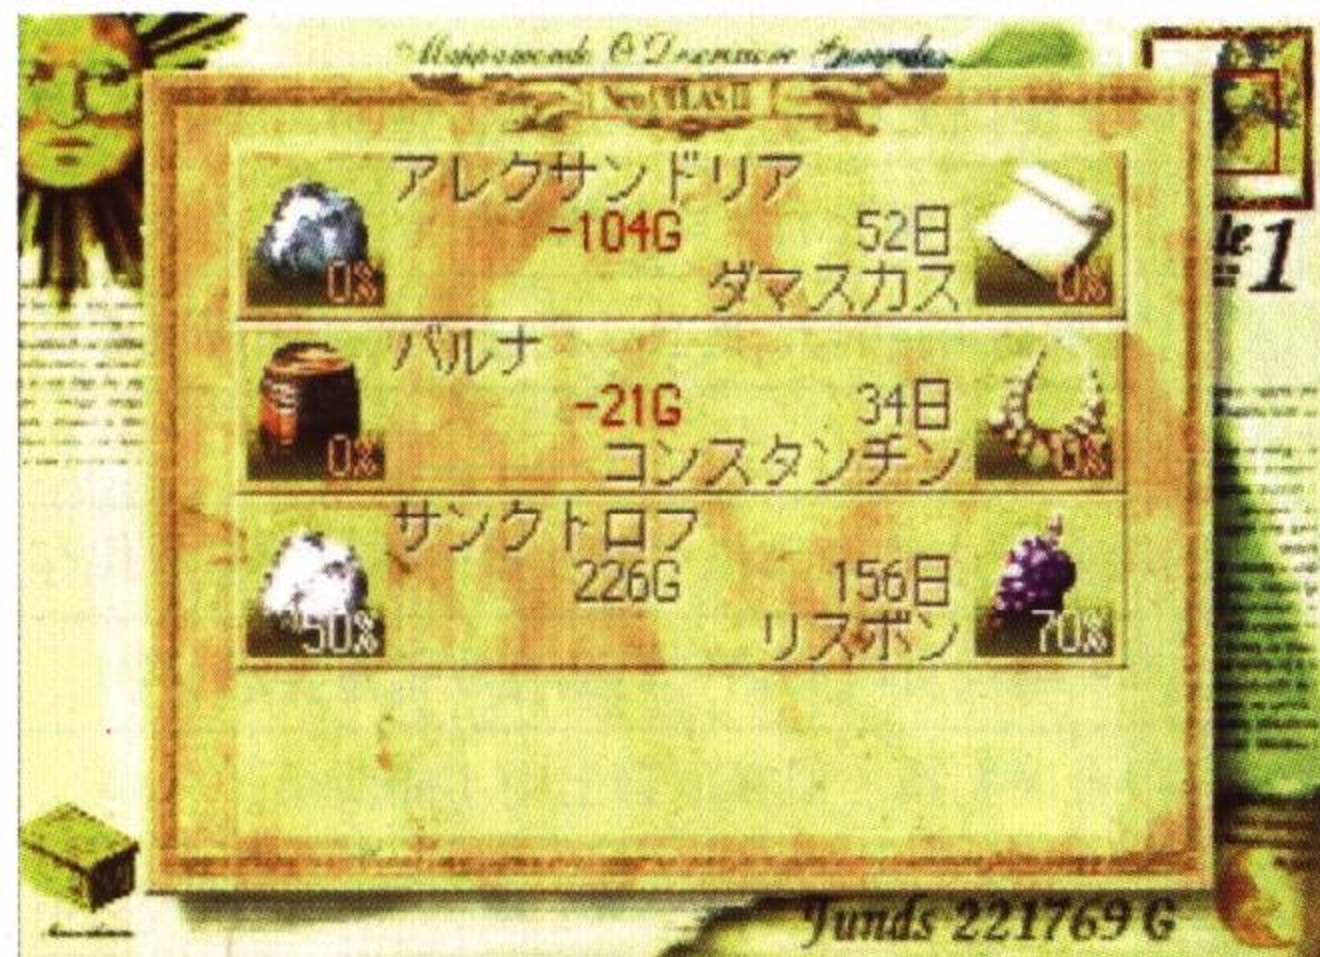 アレクサンドリア
-104G 52日
0% ダマスカス 0%
バルナ
-21G 34日
0% コンスタンチン 0%
サンクトロフ
226G 156日
50% リスボン 70%
Funds 221769 G